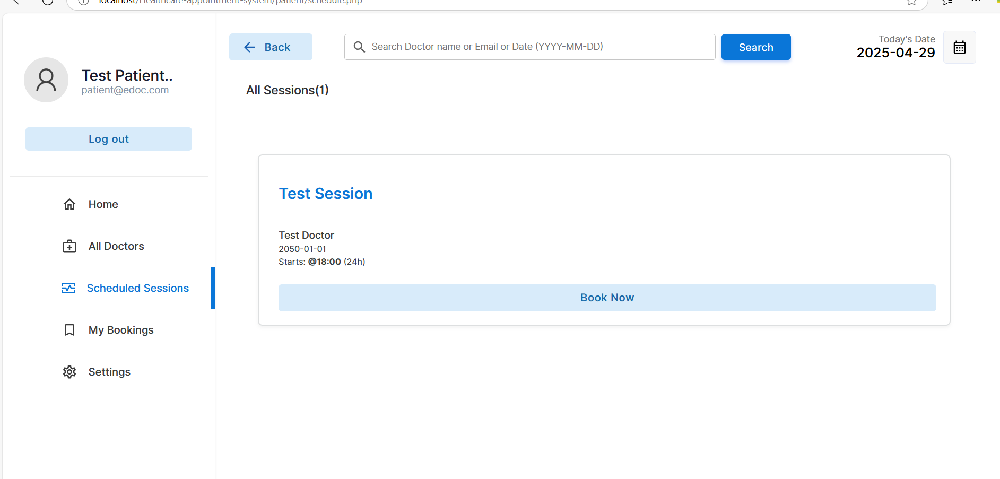 localhost/Healthcare-appointment-system/patient/schedule.php
Test Patient..
patient@edoc.com
Log out
Home
All Doctors
Scheduled Sessions
My Bookings
Settings
Back
Search Doctor name or Email or Date (YYYY-MM-DD)
Search
Today's Date
2025-04-29
All Sessions(1)
Test Session
Test Doctor
2050-01-01
Starts: @18:00 (24h)
Book Now